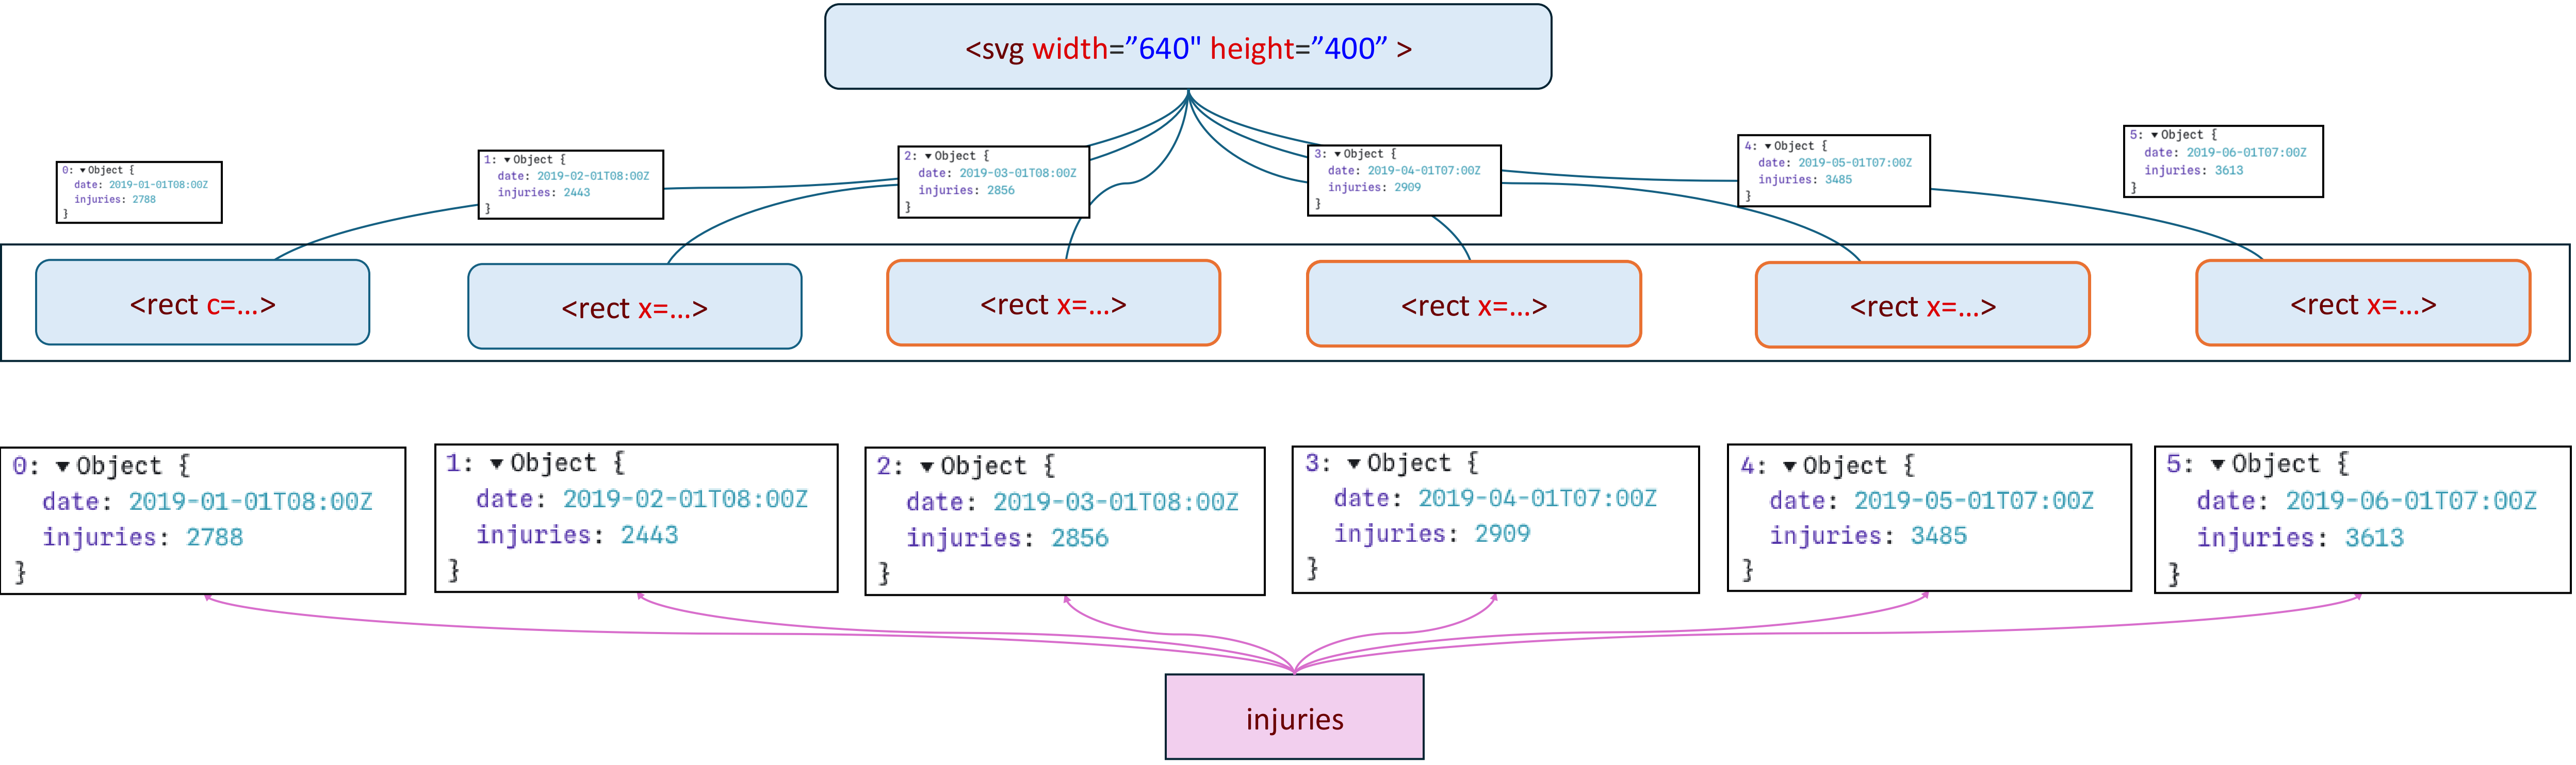 <svg width=”640" height=”400” >
0: ▾Object {
date: 2019-01-01T08:00Z
injuries: 2788
}
1: ▾Object {
date: 2019-02-01T08:00Z
injuries: 2443
}
2: ▾Object {
date: 2019-03-01T08:00Z
injuries: 2856
}
3: ▾Object {
date: 2019-04-01T07:00Z
injuries: 2909
}
4: ▾Object {
date: 2019-05-01T07:00Z
injuries: 3485
}
5: ▾Object {
date: 2019-06-01T07:00Z
injuries: 3613
}
<rect c=...>
<rect x=...>
<rect x=...>
<rect x=...>
<rect x=...>
<rect x=...>
0: ▾Object {
date: 2019-01-01T08:00Z
injuries: 2788
}
1: ▾Object {
date: 2019-02-01T08:00Z
injuries: 2443
}
2: ▾Object {
date: 2019-03-01T08:00Z
injuries: 2856
}
3: ▾Object {
date: 2019-04-01T07:00Z
injuries: 2909
}
4: ▾Object {
date: 2019-05-01T07:00Z
injuries: 3485
}
5: ▾Object {
date: 2019-06-01T07:00Z
injuries: 3613
}
injuries